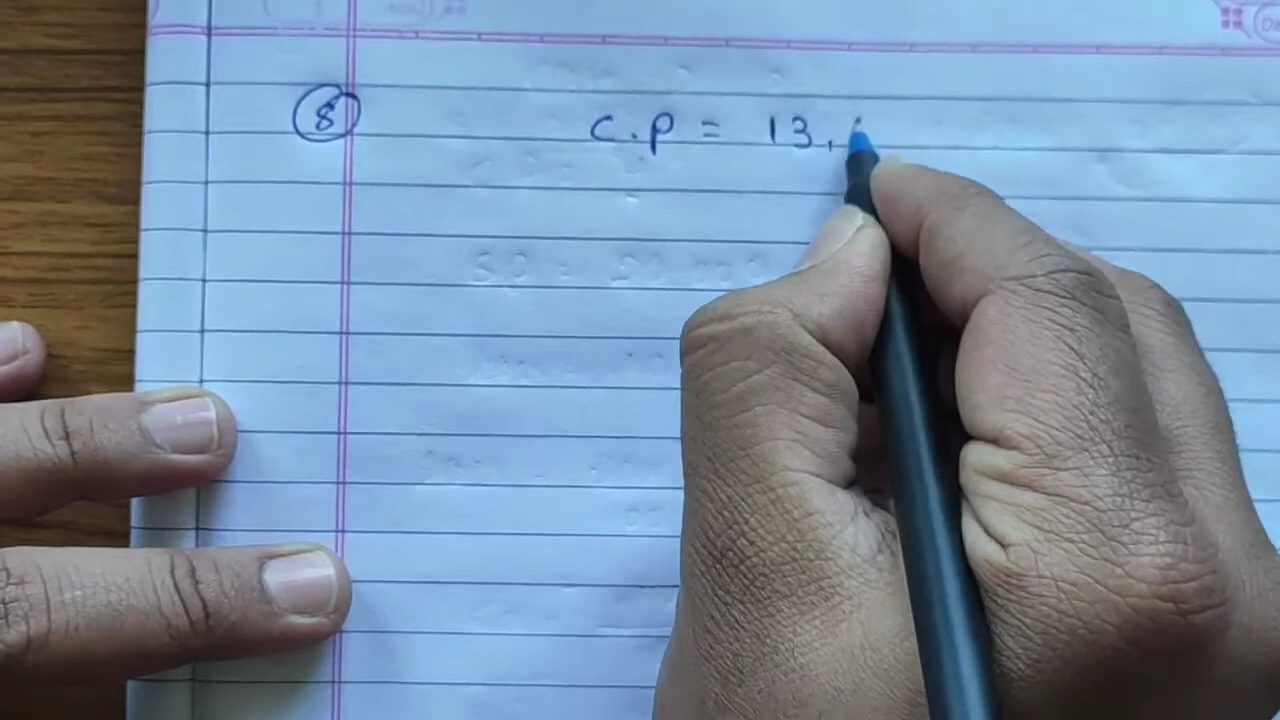 ⑧ C.P = 13,